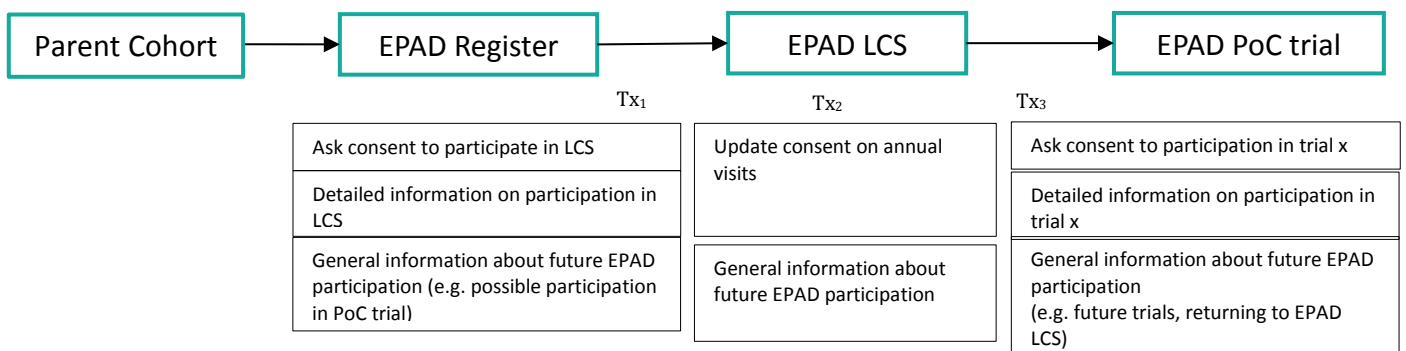 Parent Cohort
EPAD Register
EPAD LCS
EPAD PoC trial
Tx1
Tx2
Tx3
Ask consent to participate in LCS
Detailed information on participation in
LCS
General information about future EPAD
participation (e.g. possible participation
in PoC trial)
Update consent on annual
visits
General information about
future EPAD participation
Ask consent to participation in trial x
Detailed information on participation in
trial x
General information about future EPAD
participation
(e.g. future trials, returning to EPAD
LCS)